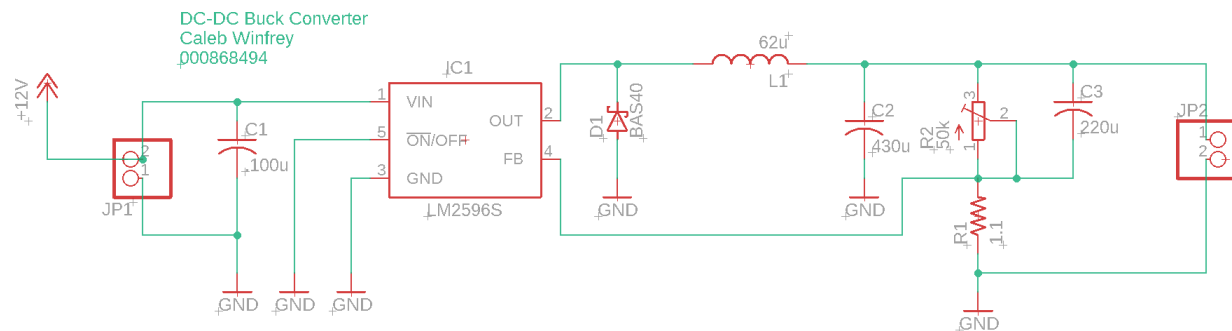 DC-DC Buck Converter
Caleb Winfrey
000868494
+12V
JP1
2
1
C1
100u
IC1
1
VIN
5
ON/OFF
3
GND
OUT
2
FB
4
LM2596S
GND
GND
GND
D1
BAS40
GND
62u
L1
C2
430u
GND
R2
50k
3
2
1
C3
220u
R1
1.1
GND
JP2
1
2